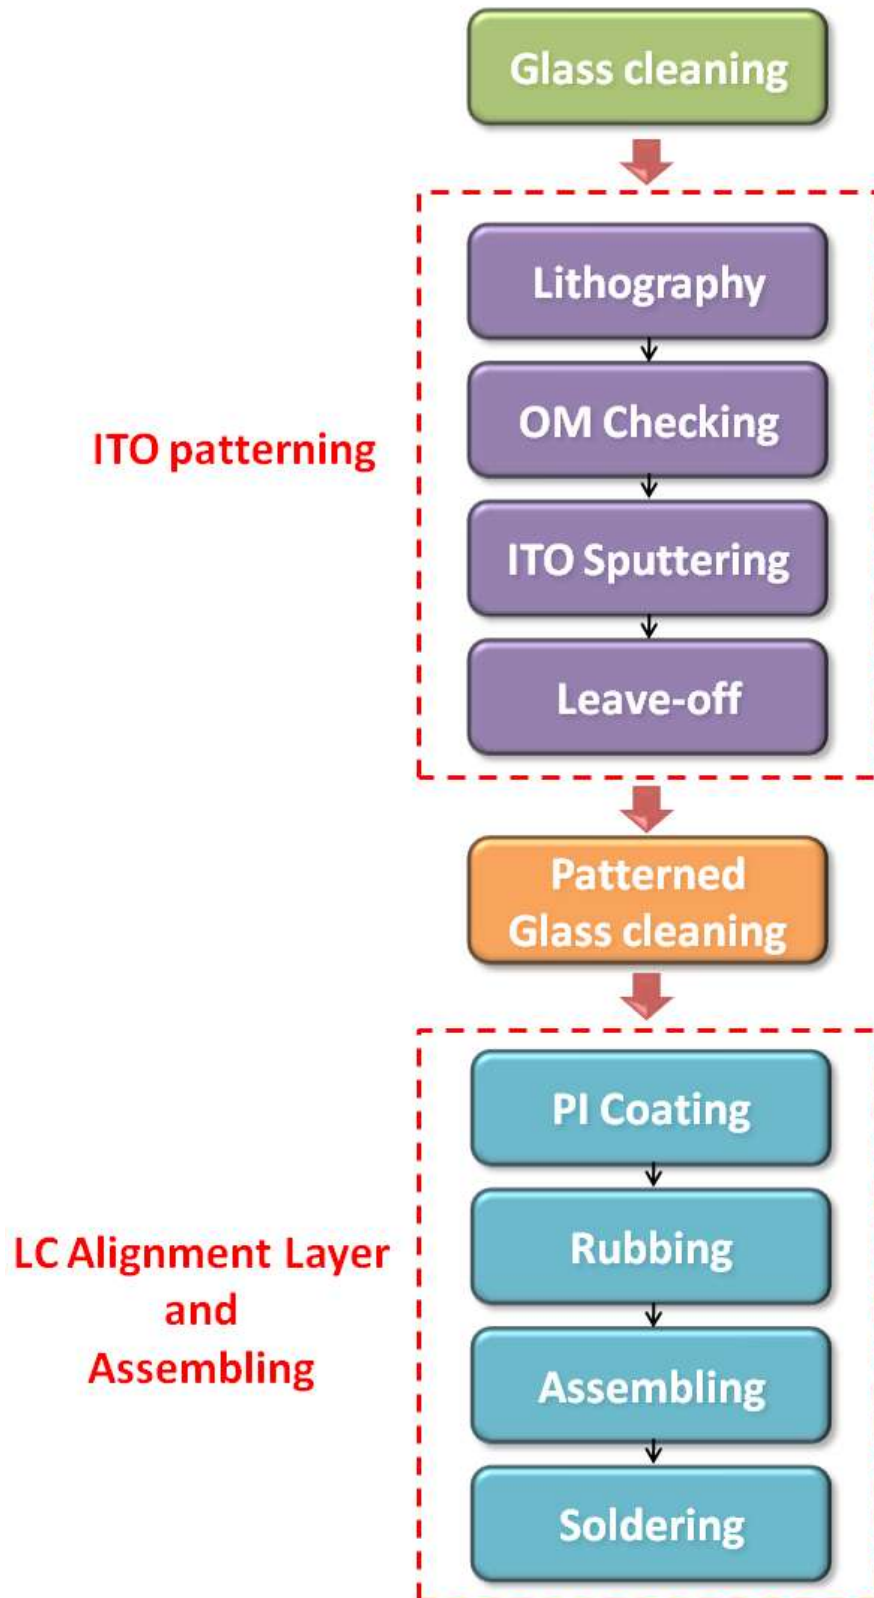 Glass cleaning
Lithography
OM Checking
ITO patterning
ITO Sputtering
Leave-off
Patterned
Glass cleaning
PI Coating
Rubbing
LC Alignment Layer
and
Assembling
Assembling
Soldering